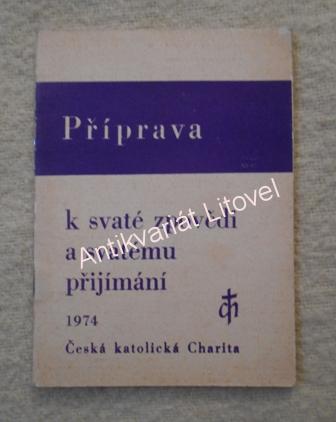 Příprava
k svaté zpovědi
a svatému
přijímání
1974
Česká katolická Charita
Antikvariát Litovel